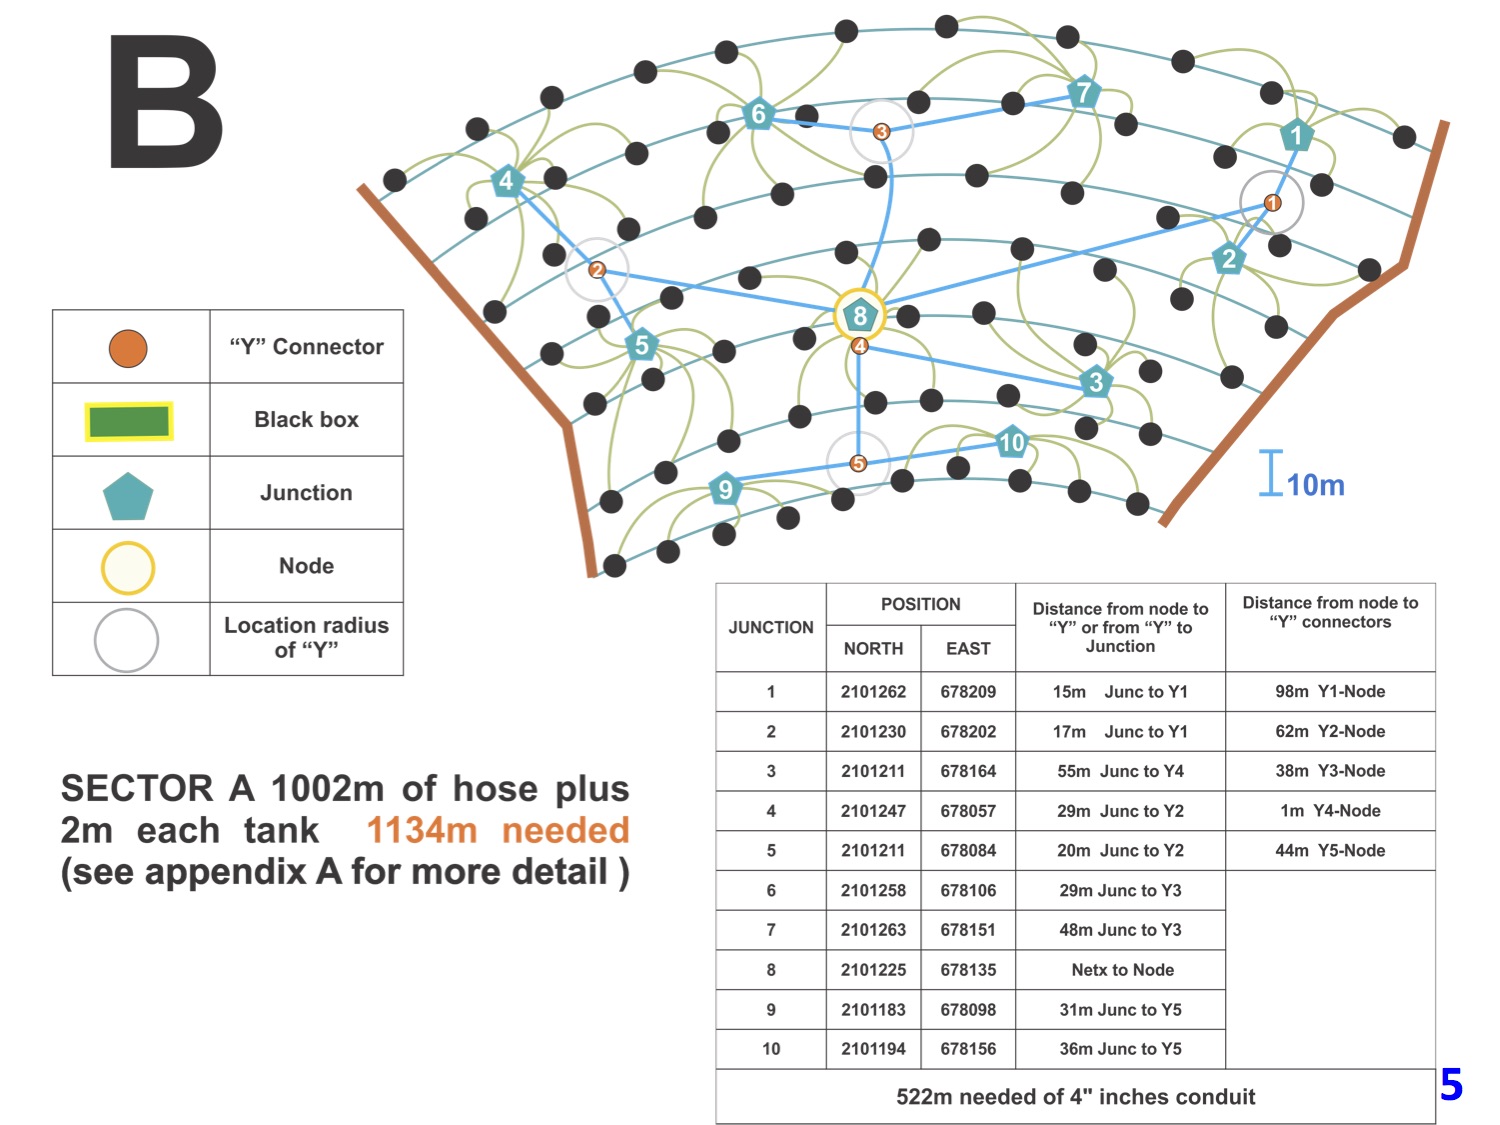 B
6
7
3
1
4
1
2
2
8
5
4
3
10
5
9
10m
“Y” Connector
Black box
Junction
Node
Location radius
of “Y”
SECTOR A 1002m of hose plus
2m each tank 1134m needed
(see appendix A for more detail )
JUNCTION POSITION Distance from node to “Y” or from “Y” to Junction Distance from node to “Y” connectors
NORTH EAST
1 2101262 678209 15m Junc to Y1 98m Y1-Node
2 2101230 678202 17m Junc to Y1 62m Y2-Node
3 2101211 678164 55m Junc to Y4 38m Y3-Node
4 2101247 678057 29m Junc to Y2 1m Y4-Node
5 2101211 678084 20m Junc to Y2 44m Y5-Node
6 2101258 678106 29m Junc to Y3
7 2101263 678151 48m Junc to Y3
8 2101225 678135 Netx to Node
9 2101183 678098 31m Junc to Y5
10 2101194 678156 36m Junc to Y5
522m needed of 4" inches conduit
5